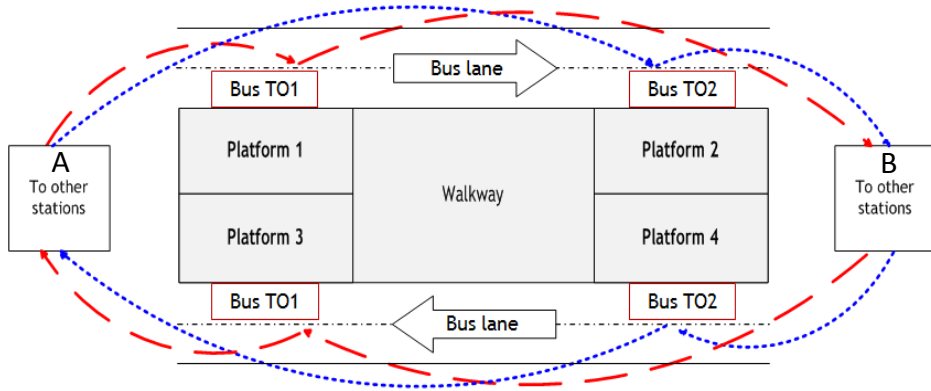 Bus lane
Bus TO1
Bus TO2
A
To other
stations
Platform 1
Walkway
Platform 2
B
To other
stations
Platform 3
Platform 4
Bus TO1
Bus TO2
Bus lane